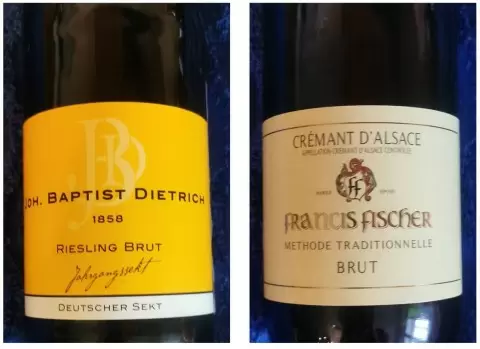 JBD
JOH. BAPTIST DIETRICH
1858
RIESLING BRUT
Jahrgangssekt
DEUTSCHER SEKT
CRÉMANT D'ALSACE
APPELLATION CRÉMANT D'ALSACE CONTRÔLÉE
FF
FRANCIS FISCHER
METHODE TRADITIONNELLE
BRUT